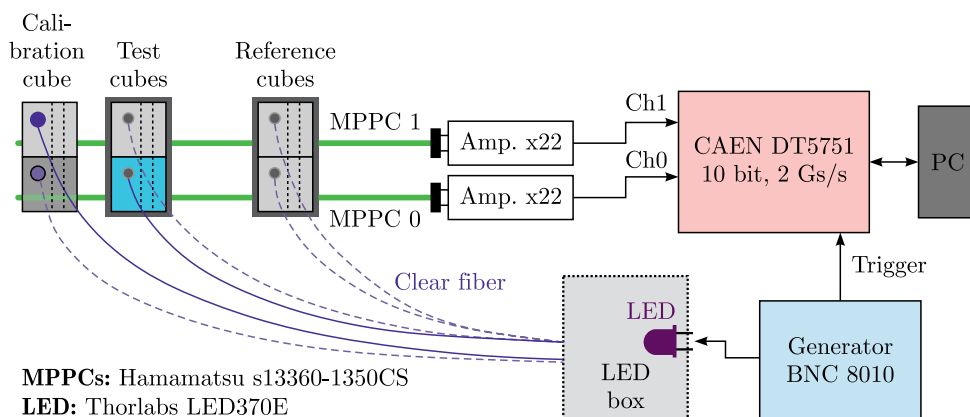 Cali-
bration
cube
Test
cubes
Reference
cubes
MPPC 1
MPPC 0
Amp. x22
Amp. x22
Ch1
Ch0
CAEN DT5751
10 bit, 2 Gs/s
PC
Trigger
Clear fiber
LED
LED
box
Generator
BNC 8010
MPPCs: Hamamatsu s13360-1350CS
LED: Thorlabs LED370E